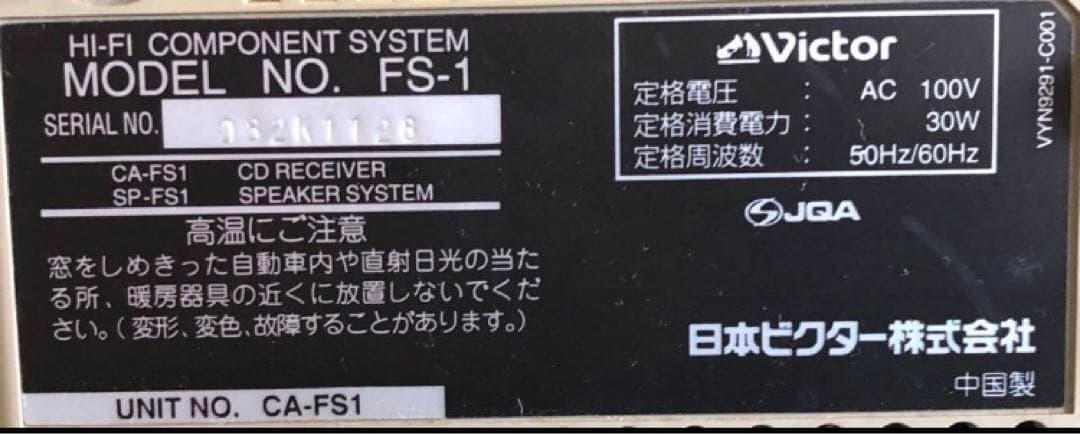 HI-FI COMPONENT SYSTEM
MODEL NO. FS-1
SERIAL NO. 082K1126
CA-FS1 CD RECEIVER
SP-FS1 SPEAKER SYSTEM
高温にご注意
窓をしめきった自動車内や直射日光の当た
る所、暖房器具の近くに放置しないでくだ
さい。(変形、変色、故障することがあります。)
UNIT NO. CA-FS1
Victor
定格電圧 : AC 100V
定格消費電力 : 30W
定格周波数 : 50Hz/60Hz
JQA
日本ビクター株式会社
中国製
VYN9291-C001